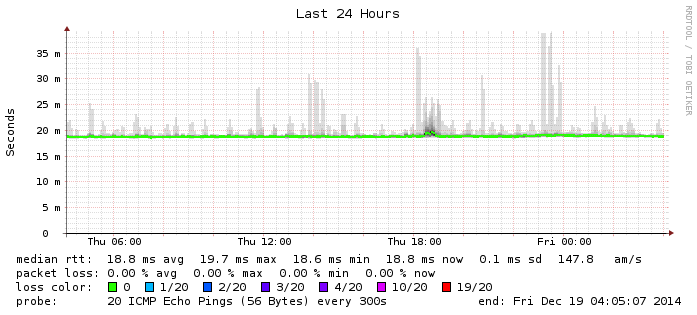 Last 24 Hours
RRDTOOL / TOBI OETIKER
Seconds
35 m
30 m
25 m
20 m
15 m
10 m
5 m
0
Thu 06:00 Thu 12:00 Thu 18:00 Fri 00:00
median rtt: 18.8 ms avg 19.7 ms max 18.6 ms min 18.8 ms now 0.1 ms sd 147.8 am/s
packet loss: 0.00 % avg 0.00 % max 0.00 % min 0.00 % now
loss color: 0 1/20 2/20 3/20 4/20 10/20 19/20
probe: 20 ICMP Echo Pings (56 Bytes) every 300s end: Fri Dec 19 04:05:07 2014